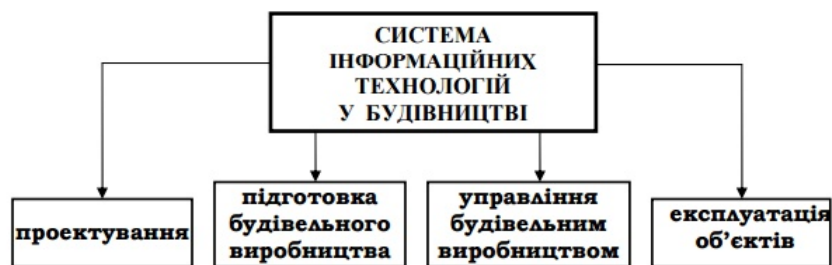 СИСТЕМА
ІНФОРМАЦІЙНИХ
ТЕХНОЛОГІЙ
У БУДІВНИЦТВІ
проектування
підготовка
будівельного
виробництва
управління
будівельним
виробництвом
експлуатація
об’єктів